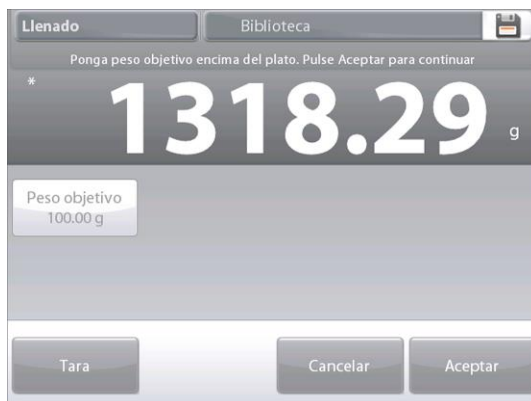 Llenado
Biblioteca
Ponga peso objetivo encima del plato. Pulse Aceptar para continuar
*
1318.29 g
Peso objetivo
100.00 g
Tara
Cancelar
Aceptar